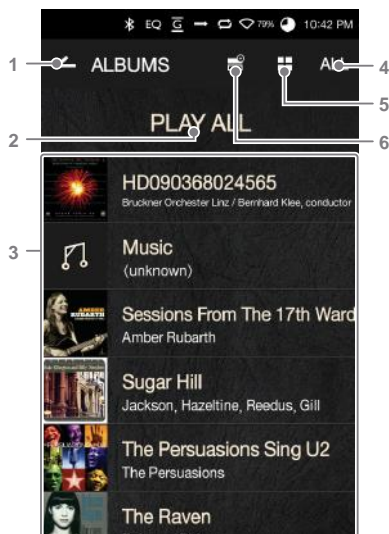 EQ G 79% 10:42 PM
1 ALBUMS ALL 4
5
2 PLAY ALL 6
HD090368024565
Bruckner Orchester Linz / Bernhard Klee, conductor
3 Music
(unknown)
AMBER
RUBARTH
Sessions From The 17th Ward
Amber Rubarth
Sugar Hill
Jackson, Hazeltine, Reedus, Gill
The Persuasions Sing U2
The Persuasions
The Raven